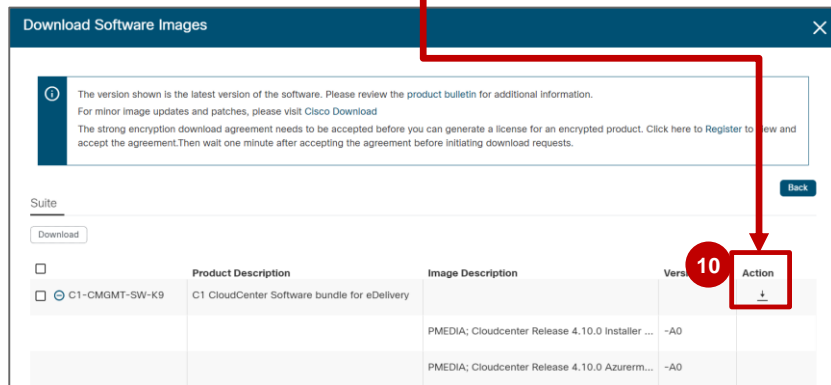 Download Software Images
The version shown is the latest version of the software. Please review the product bulletin for additional information.
For minor image updates and patches, please visit Cisco Download
The strong encryption download agreement needs to be accepted before you can generate a license for an encrypted product. Click here to Register to view and
accept the agreement.Then wait one minute after accepting the agreement before initiating download requests.
Back
Suite
Download
Product Description Image Description Versi 10 Action
C1-CMGMT-SW-K9 C1 CloudCenter Software bundle for eDelivery
PMEDIA; Cloudcenter Release 4.10.0 Installer ... -A0
PMEDIA; Cloudcenter Release 4.10.0 Azurerm... -A0